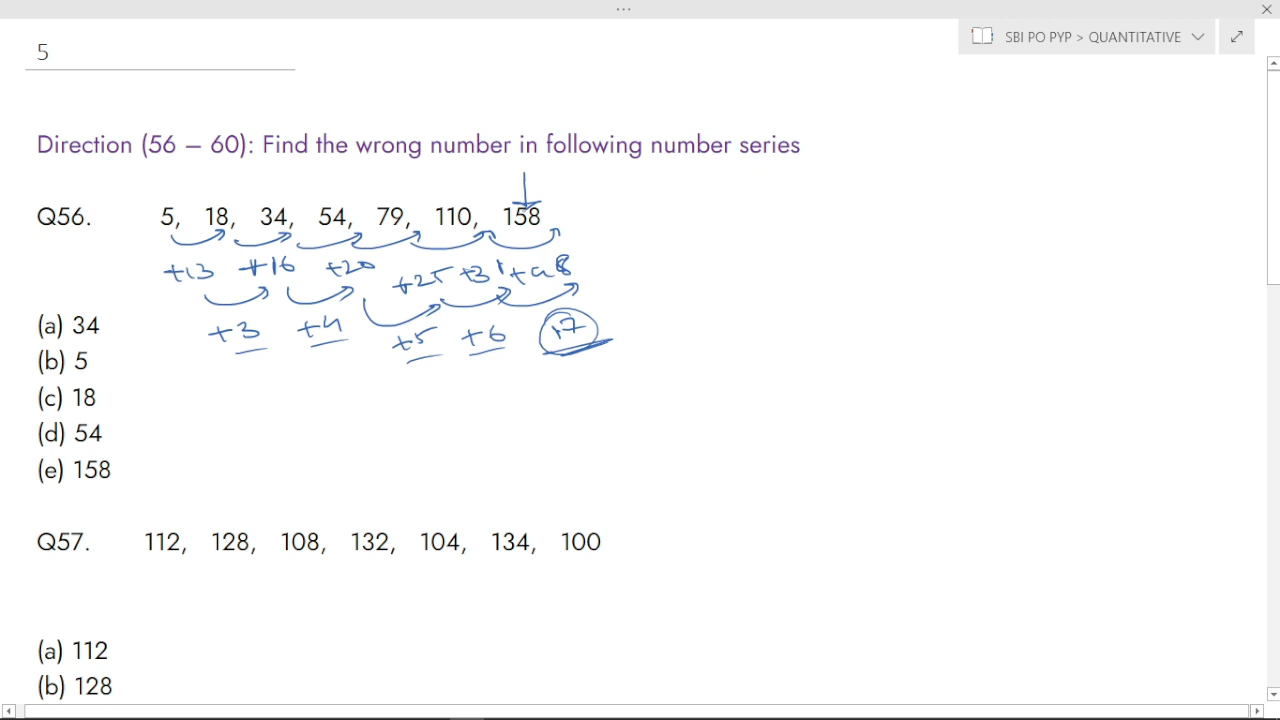 5
SBI PO PYP > QUANTITATIVE
Direction (56 – 60): Find the wrong number in following number series
Q56. 5, 18, 34, 54, 79, 110, 158
+13 +16 +20 +25 +31 +48
+3 +4 +5 +6 17
(a) 34
(b) 5
(c) 18
(d) 54
(e) 158
Q57. 112, 128, 108, 132, 104, 134, 100
(a) 112
(b) 128